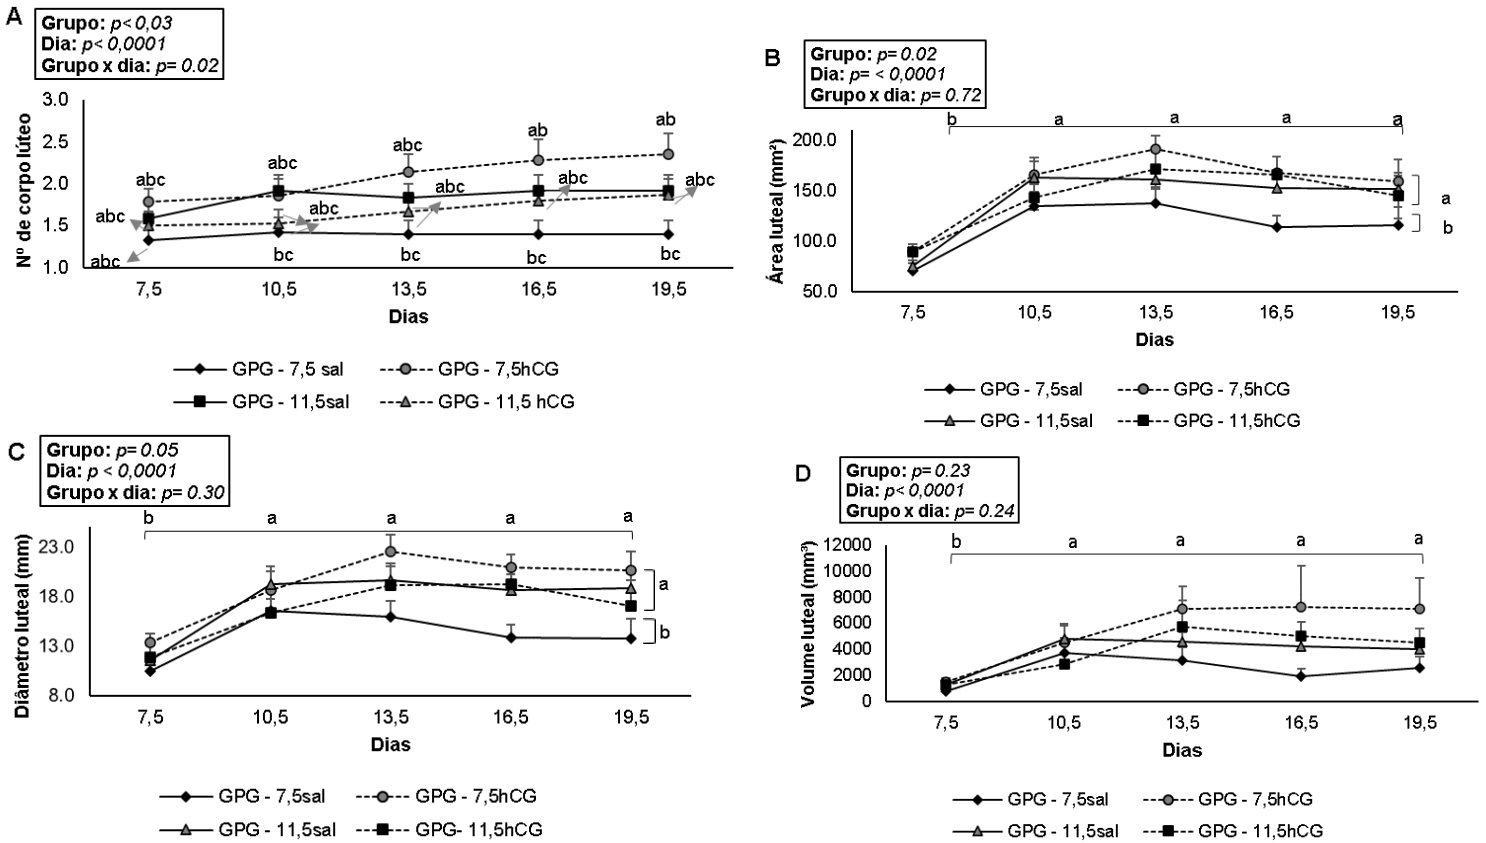 A
Grupo: p< 0,03
Dia: p< 0,0001
Grupo x dia: p= 0.02
Nº de corpo lúteo
3.0
2.5
2.0
1.5
1.0
abc
abc
abc
ab
ab
abc
abc
abc
abc
abc
abc
bc
bc
bc
bc
7,5
10,5
13,5
16,5
19,5
Dias
GPG - 7,5 sal
GPG - 7,5hCG
GPG - 11,5sal
GPG - 11,5 hCG
B
Grupo: p= 0.02
Dia: p= < 0,0001
Grupo x dia: p= 0.72
Área luteal (mm²)
200.0
150.0
100.0
50.0
b
a
a
a
a
a
b
7,5
10,5
13,5
16,5
19,5
Dias
GPG - 7,5sal
GPG - 7,5hCG
GPG - 11,5sal
GPG - 11,5hCG
C
Grupo: p= 0.05
Dia: p < 0,0001
Grupo x dia: p= 0.30
Diâmetro luteal (mm)
23.0
18.0
13.0
8.0
b
a
a
a
a
a
b
7,5
10,5
13,5
16,5
19,5
Dias
GPG - 7,5sal
GPG - 7,5hCG
GPG - 11,5sal
GPG- 11,5hCG
D
Grupo: p= 0.23
Dia: p< 0,0001
Grupo x dia: p= 0.24
Volume luteal (mm³)
12000
10000
8000
6000
4000
2000
0
b
a
a
a
a
7,5
10,5
13,5
16,5
19,5
Dias
GPG - 7,5sal
GPG - 7,5hCG
GPG - 11,5sal
GPG - 11,5hCG